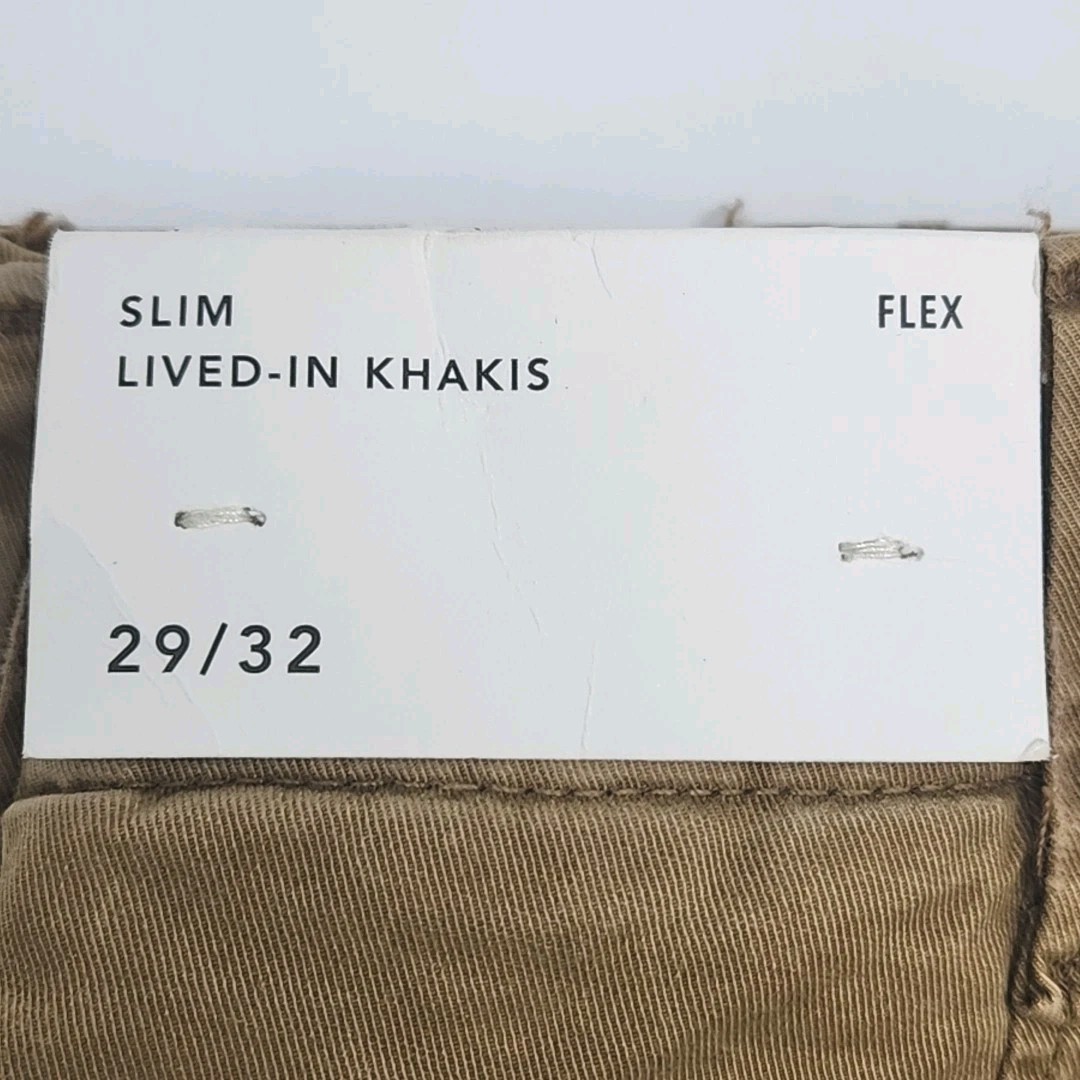 SLIM
FLEX
LIVED-IN KHAKIS
29/32